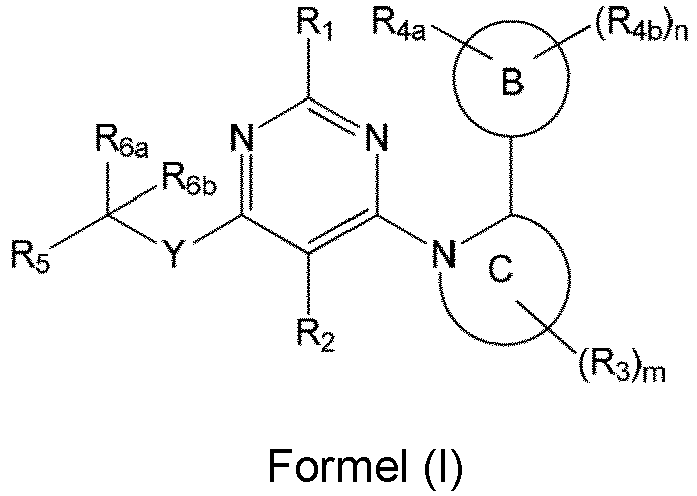 R1 R4a (R4b)n
B
N N
R6a
R6b
R5 Y N C
R2 (R3)m
Formel (I)